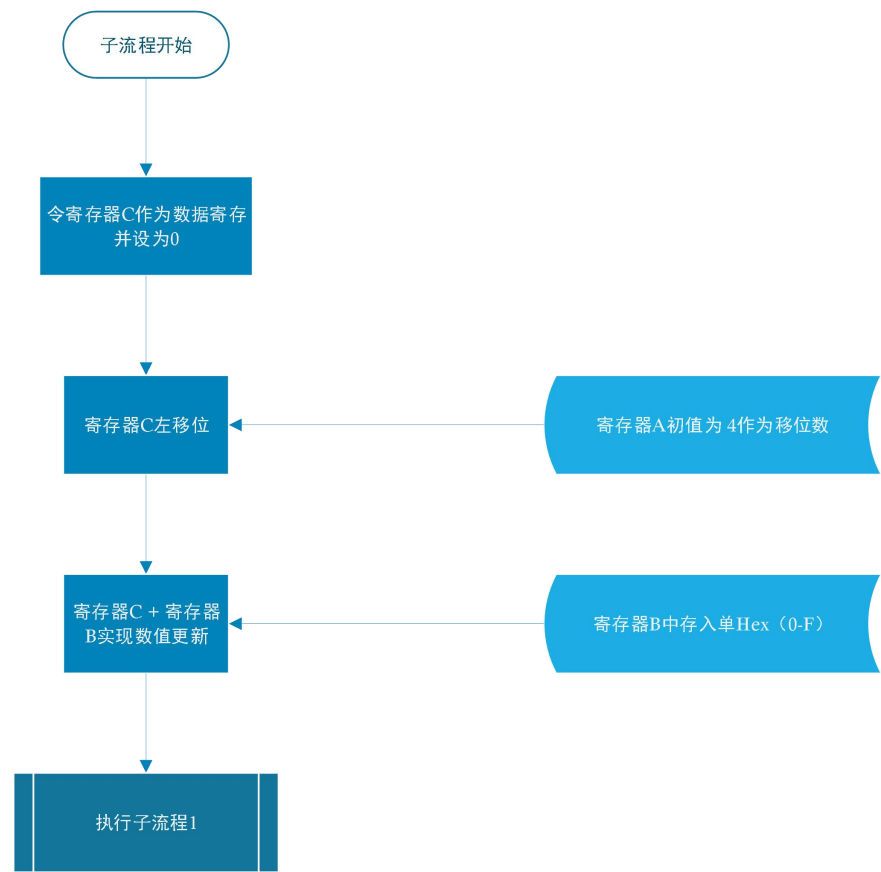 子流程开始
令寄存器C作为数据寄存
并设为0
寄存器C左移位
寄存器A初值为 4作为移位数
寄存器C + 寄存器
B实现数值更新
寄存器B中存入单Hex（0-F）
执行子流程1